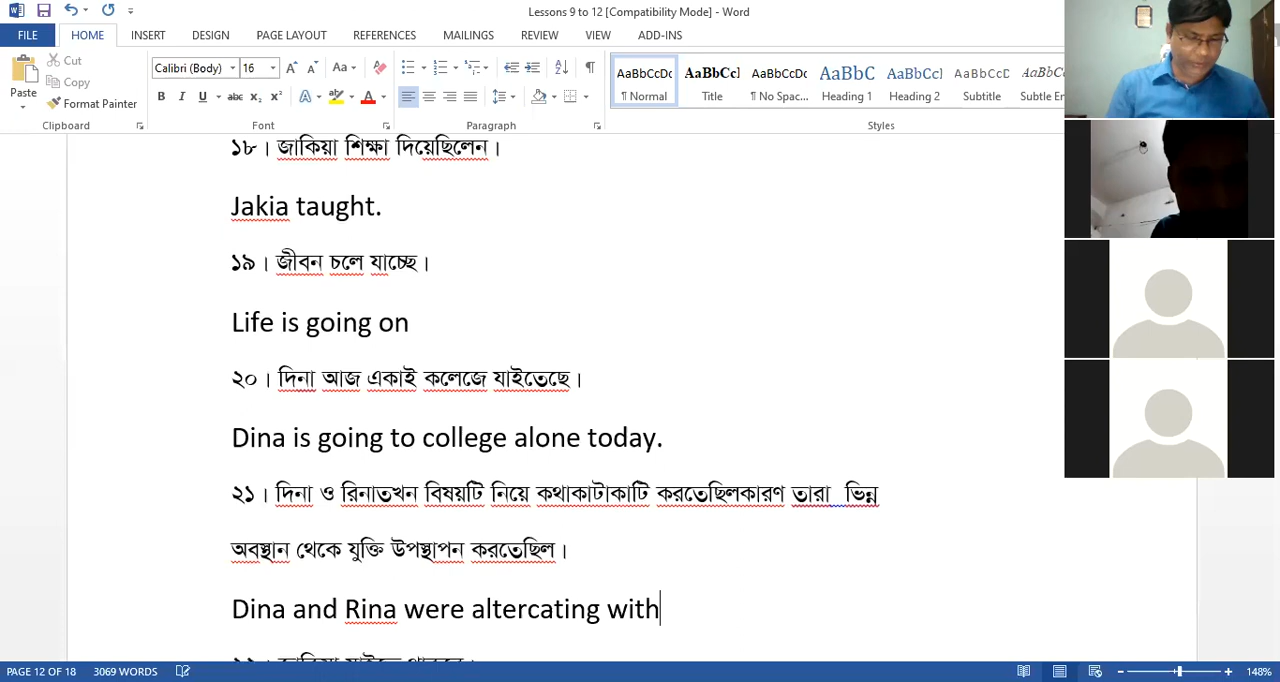 Lessons 9 to 12 [Compatibility Mode] - Word
FILE HOME INSERT DESIGN PAGE LAYOUT REFERENCES MAILINGS REVIEW VIEW ADD-INS
Paste
Cut
Copy
Format Painter
Clipboard
Calibri (Body) 16
Font
Paragraph
AaBbCcDc ¶ Normal
AaBbCcl Title
AaBbCcDc ¶ No Spac...
AaBbC Heading 1
AaBbCcl Heading 2
AaBbCcD Subtitle
AaBbCcDc Subtle Em
Styles
১৮। জাকিয়া শিক্ষা দিয়েছিলেন।
Jakia taught.
১৯। জীবন চলে যাচ্ছে।
Life is going on
২০। দিনা আজ একাই কলেজে যাইতেছে।
Dina is going to college alone today.
২১। দিনা ও রিনাতখন বিষয়টি নিয়ে কথাকাটাকাটি করতেছিলকারণ তারা ভিন্ন
অবস্থান থেকে যুক্তি উপস্থাপন করতেছিল।
Dina and Rina were altercating with
PAGE 12 OF 18 3069 WORDS 148%